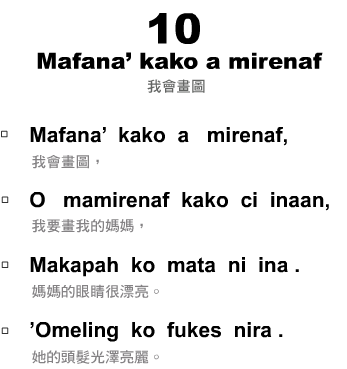 10
Mafana’ kako a mirenaf
我會畫圖
□ Mafana’ kako a mirenaf,
我會畫圖，
□ O mamirenaf kako ci inaan,
我要畫我的媽媽，
□ Makapah ko mata ni ina .
媽媽的眼睛很漂亮。
□ ’Omeling ko fukes nira .
她的頭髮光澤亮麗。